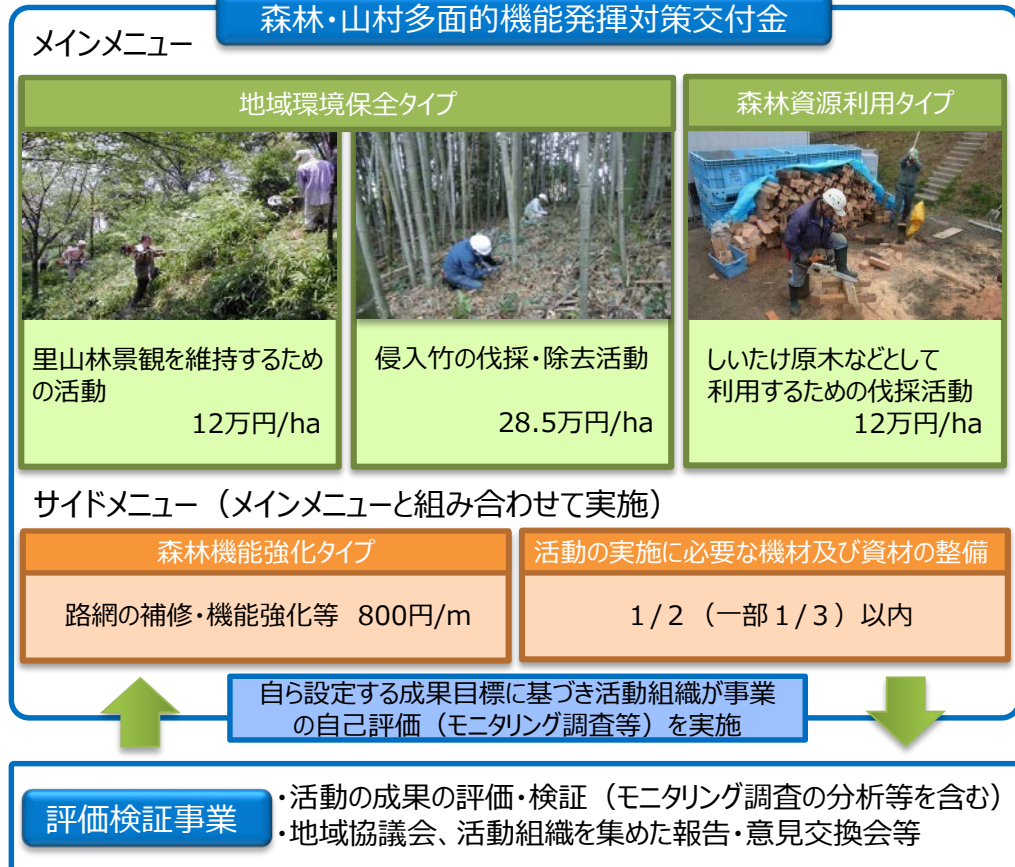 森林・山村多面的機能発揮対策交付金
メインメニュー
地域環境保全タイプ
森林資源利用タイプ
里山林景観を維持するため
の活動
12万円/ha
侵入竹の伐採・除去活動
28.5万円/ha
しいたけ原木などとして
利用するための伐採活動
12万円/ha
サイドメニュー（メインメニューと組み合わせて実施）
森林機能強化タイプ
路網の補修・機能強化等 800円/m
活動の実施に必要な機材及び資材の整備
１/２（一部１/３）以内
自ら設定する成果目標に基づき活動組織が事業
の自己評価（モニタリング調査等）を実施
評価検証事業
・活動の成果の評価・検証（モニタリング調査の分析等を含む）
・地域協議会、活動組織を集めた報告・意見交換会等